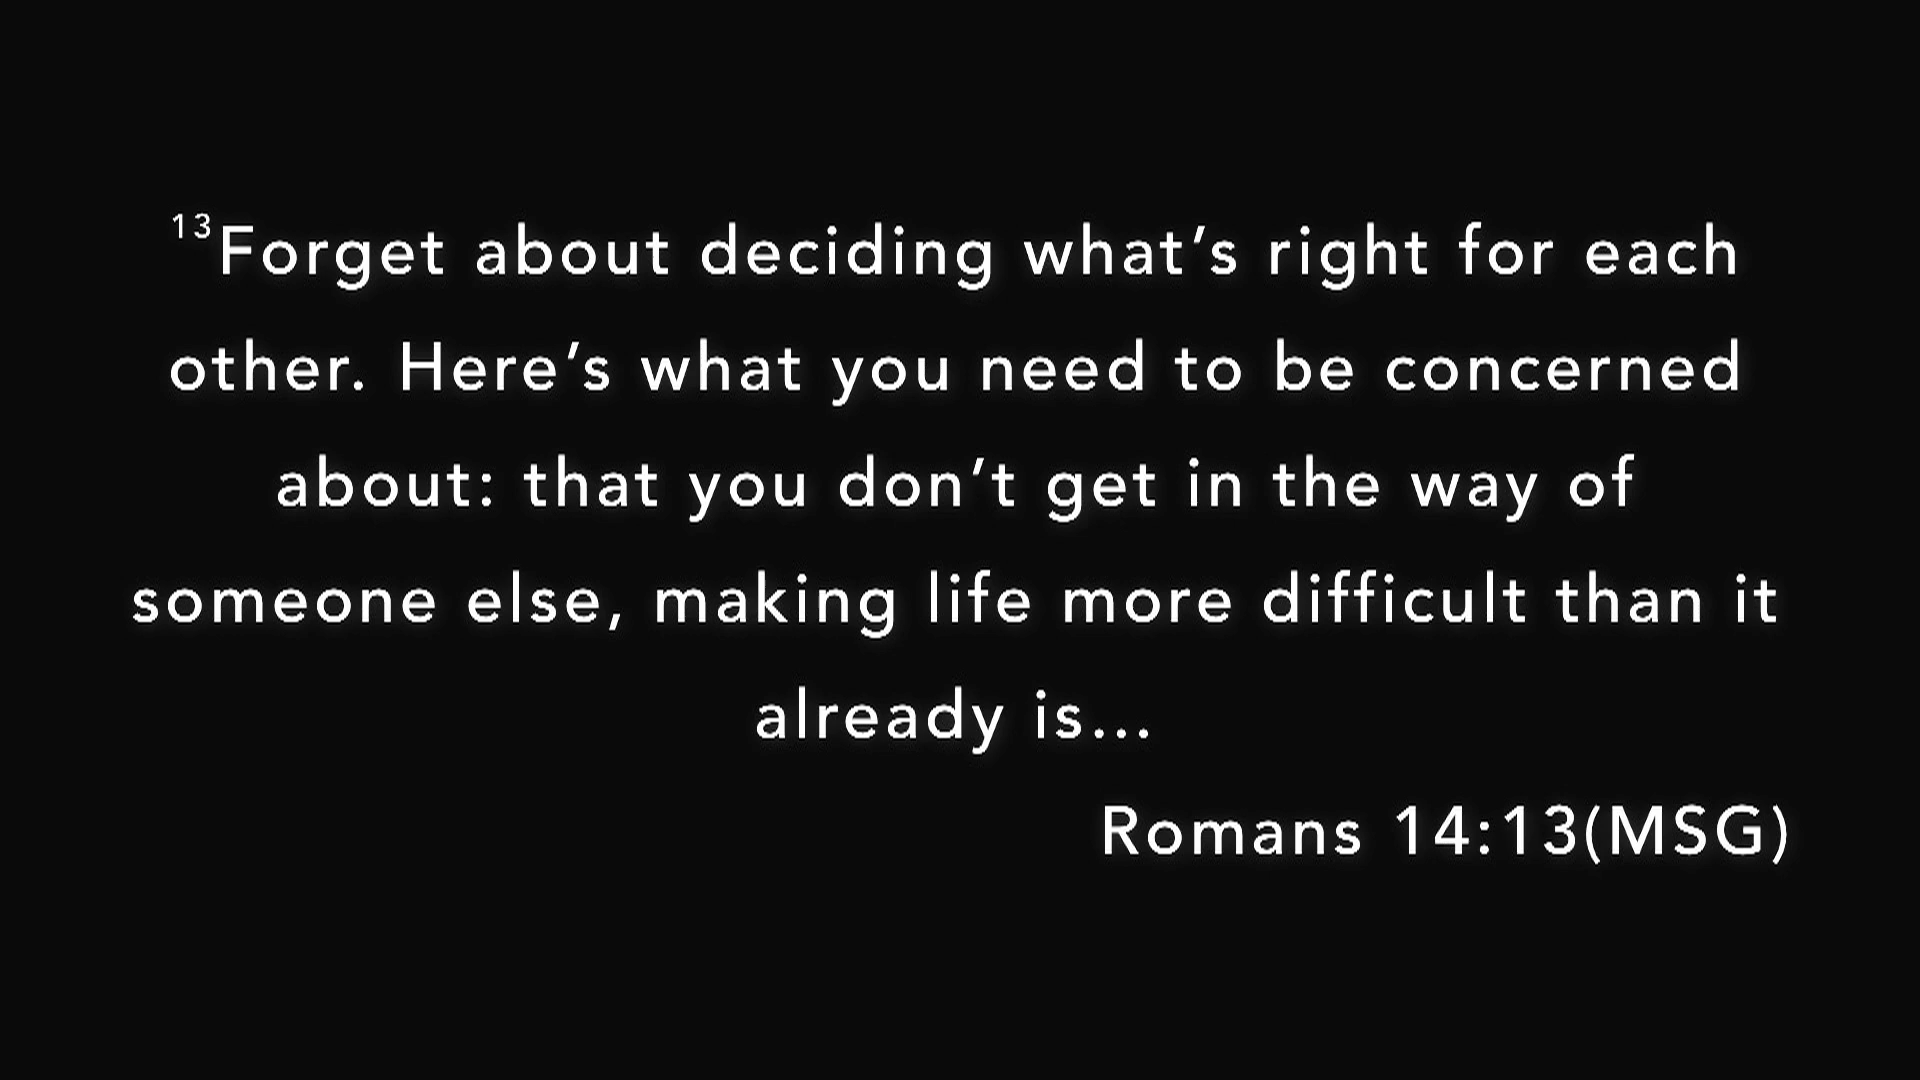 ¹³Forget about deciding what’s right for each
other. Here’s what you need to be concerned
about: that you don’t get in the way of
someone else, making life more difficult than it
already is...
Romans 14:13(MSG)